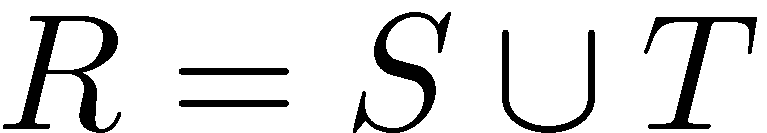 R = S ∪ T